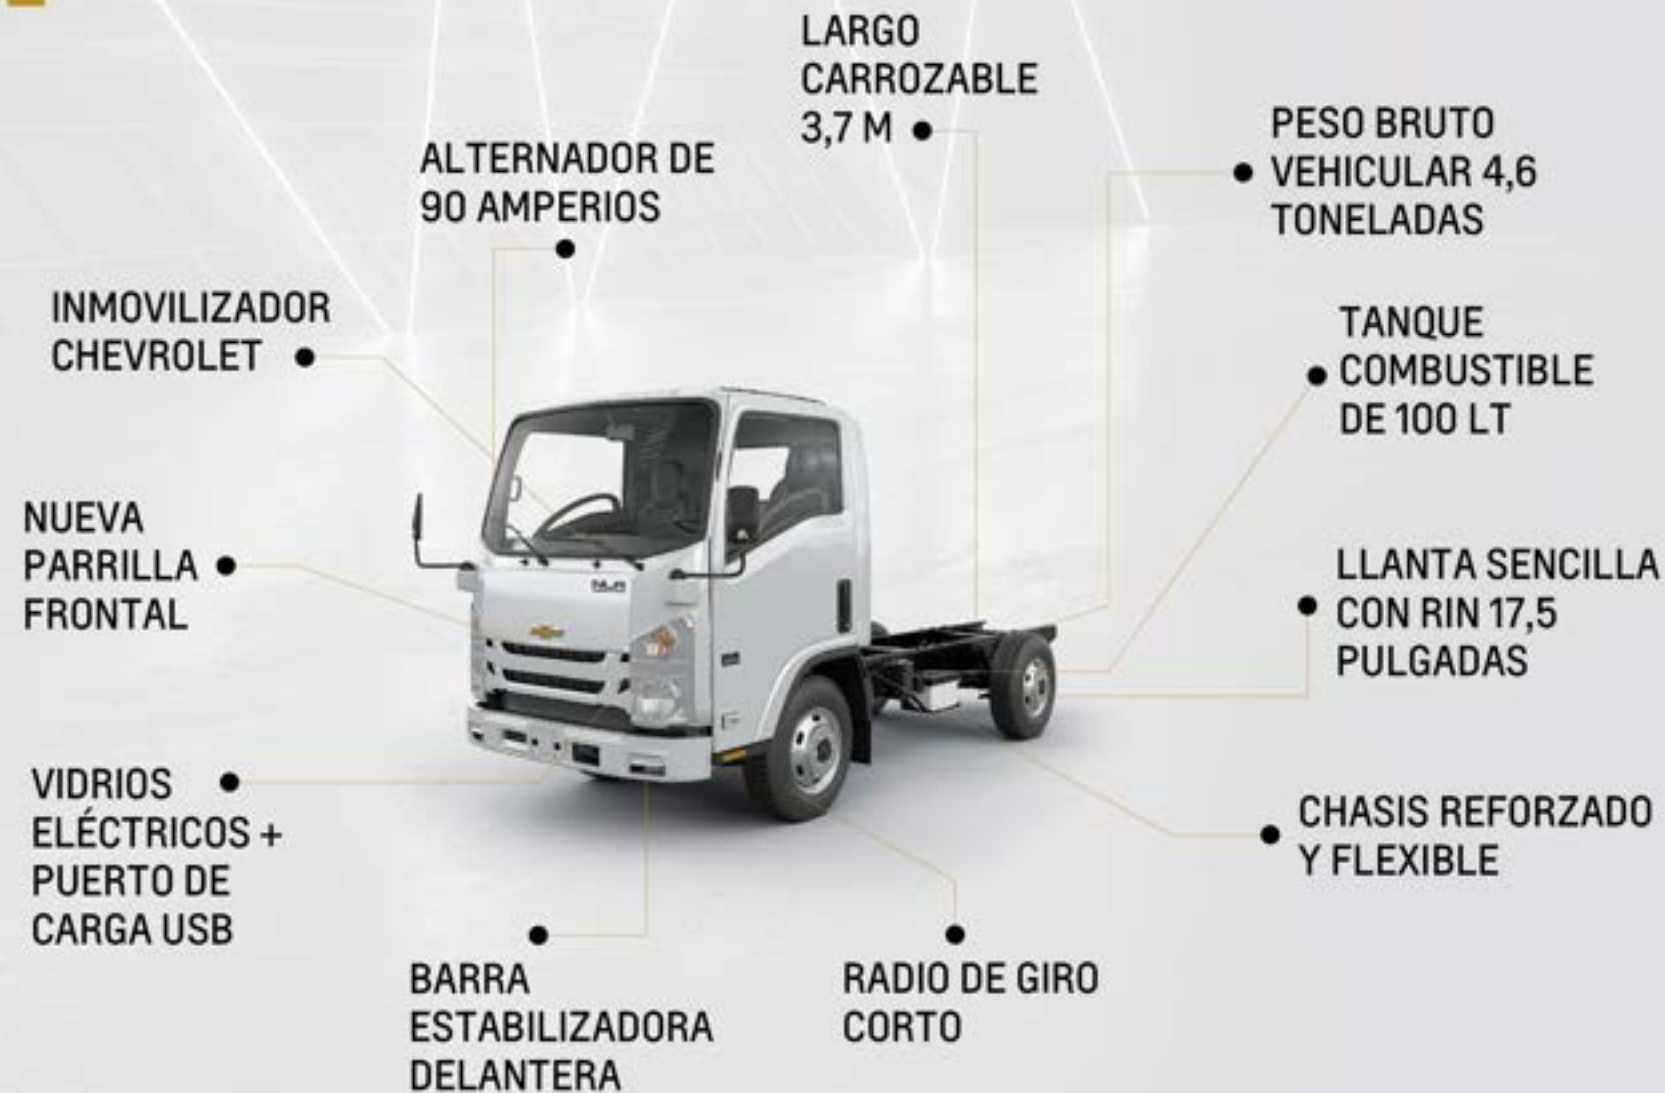 LARGO
CARROZABLE
3,7 M
PESO BRUTO
VEHICULAR 4,6
TONELADAS
ALTERNADOR DE
90 AMPERIOS
INMOVILIZADOR
CHEVROLET
TANQUE
COMBUSTIBLE
DE 100 LT
NUEVA
PARRILLA
FRONTAL
LLANTA SENCILLA
CON RIN 17,5
PULGADAS
NLR
VIDRIOS
ELÉCTRICOS +
PUERTO DE
CARGA USB
CHASIS REFORZADO
Y FLEXIBLE
BARRA
ESTABILIZADORA
DELANTERA
RADIO DE GIRO
CORTO